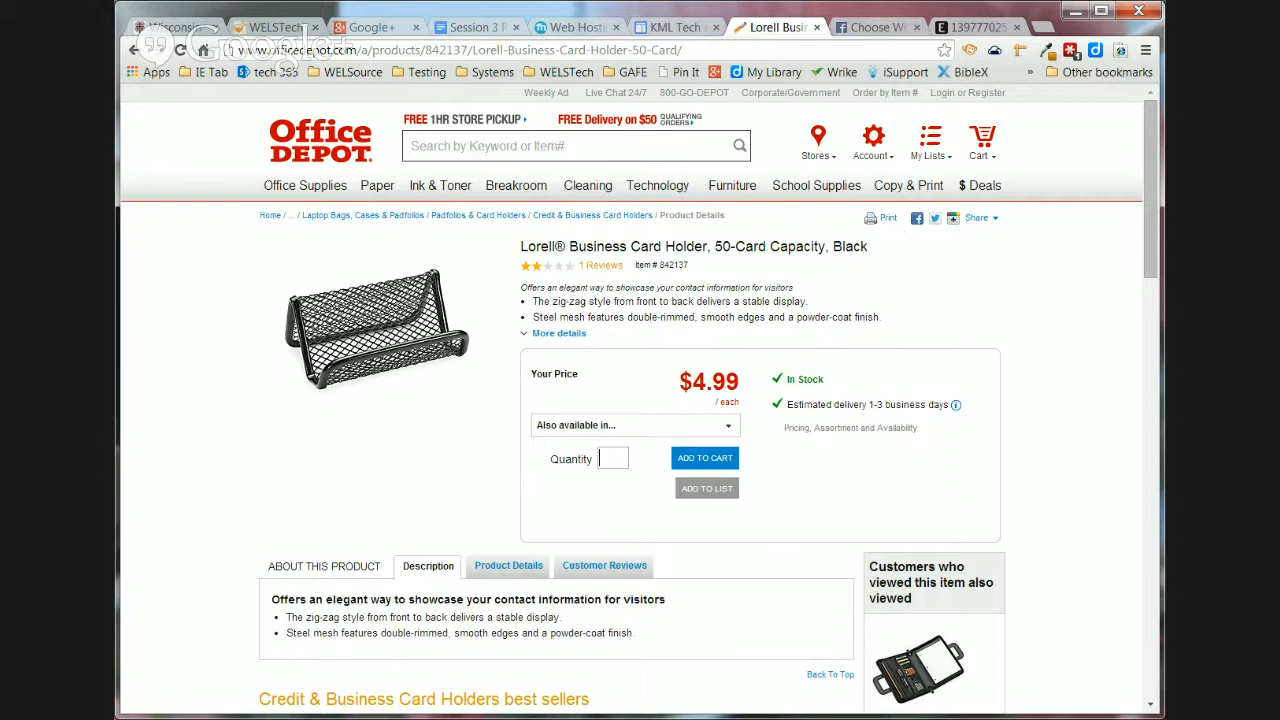 Wisconsin
WELSTech
Google+
Session 3
Web Hosti
KML Tech
Lorell Busin
Choose Wi
139777025
Google+
www.officedepot.com/a/products/842137/Lorell-Business-Card-Holder-50-Card/
Apps
IE Tab
tech 365
WELSource
Testing
Systems
WELSTech
GAFE
Pin It
My Library
Wrike
iSupport
BibleX
»
Other bookmarks
Weekly Ad
Live Chat 24/7
800-GO-DEPOT
Corporate/Government
Order by Item #
Login or Register
Office DEPOT.
FREE 1HR STORE PICKUP
FREE Delivery on $50 QUALIFYING ORDERS
Search by Keyword or Item#
Stores
Account
My Lists
Cart
Office Supplies
Paper
Ink & Toner
Breakroom
Cleaning
Technology
Furniture
School Supplies
Copy & Print
$ Deals
Home / ... / Laptop Bags, Cases & Padfolios / Padfolios & Card Holders / Credit & Business Card Holders / Product Details
Print
Share
Lorell® Business Card Holder, 50-Card Capacity, Black
1 Reviews
Item # 842137
Offers an elegant way to showcase your contact information for visitors
• The zig-zag style from front to back delivers a stable display.
• Steel mesh features double-rimmed, smooth edges and a powder-coat finish.
More details
Your Price
$4.99
/ each
In Stock
Estimated delivery 1-3 business days
Pricing, Assortment and Availability
Also available in...
Quantity
ADD TO CART
ADD TO LIST
ABOUT THIS PRODUCT
Description
Product Details
Customer Reviews
Offers an elegant way to showcase your contact information for visitors
• The zig-zag style from front to back delivers a stable display.
• Steel mesh features double-rimmed, smooth edges and a powder-coat finish.
Back To Top
Customers who
viewed this item also
viewed
Credit & Business Card Holders best sellers